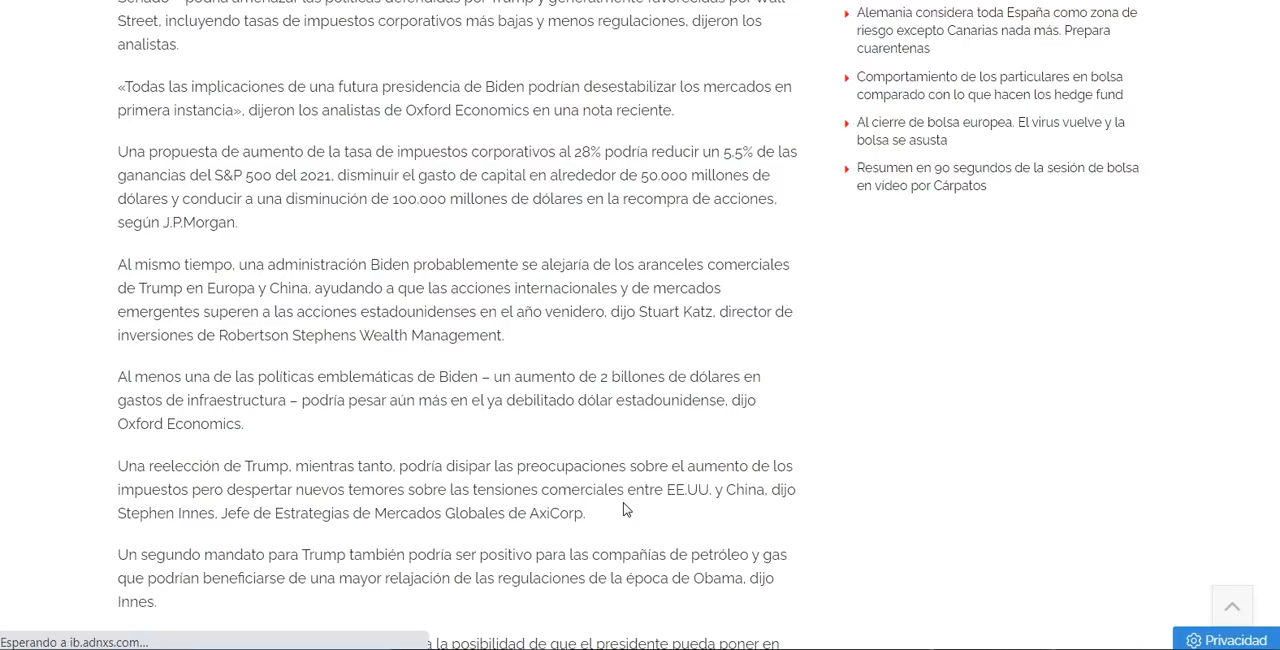 Street, incluyendo tasas de impuestos corporativos más bajas y menos regulaciones, dijeron los
analistas.
«Todas las implicaciones de una futura presidencia de Biden podrían desestabilizar los mercados en
primera instancia», dijeron los analistas de Oxford Economics en una nota reciente.
Una propuesta de aumento de la tasa de impuestos corporativos al 28% podría reducir un 5,5% de las
ganancias del S&P 500 del 2021, disminuir el gasto de capital en alrededor de 50.000 millones de
dólares y conducir a una disminución de 100.000 millones de dólares en la recompra de acciones,
según J.P.Morgan.
Al mismo tiempo, una administración Biden probablemente se alejaría de los aranceles comerciales
de Trump en Europa y China, ayudando a que las acciones internacionales y de mercados
emergentes superen a las acciones estadounidenses en el año venidero, dijo Stuart Katz, director de
inversiones de Robertson Stephens Wealth Management.
Al menos una de las políticas emblemáticas de Biden – un aumento de 2 billones de dólares en
gastos de infraestructura – podría pesar aún más en el ya debilitado dólar estadounidense, dijo
Oxford Economics.
Una reelección de Trump, mientras tanto, podría disipar las preocupaciones sobre el aumento de los
impuestos pero despertar nuevos temores sobre las tensiones comerciales entre EE.UU. y China, dijo
Stephen Innes, Jefe de Estrategias de Mercados Globales de AxiCorp.
Un segundo mandato para Trump también podría ser positivo para las compañías de petróleo y gas
que podrían beneficiarse de una mayor relajación de las regulaciones de la época de Obama, dijo
Innes.
la posibilidad de que el presidente pueda poner en
Alemania considera toda España como zona de
riesgo excepto Canarias nada más. Prepara
cuarentenas
Comportamiento de los particulares en bolsa
comparado con lo que hacen los hedge fund
Al cierre de bolsa europea. El virus vuelve y la
bolsa se asusta
Resumen en 90 segundos de la sesión de bolsa
en vídeo por Cárpatos
Esperando a ib.adnxs.com...
Privacidad